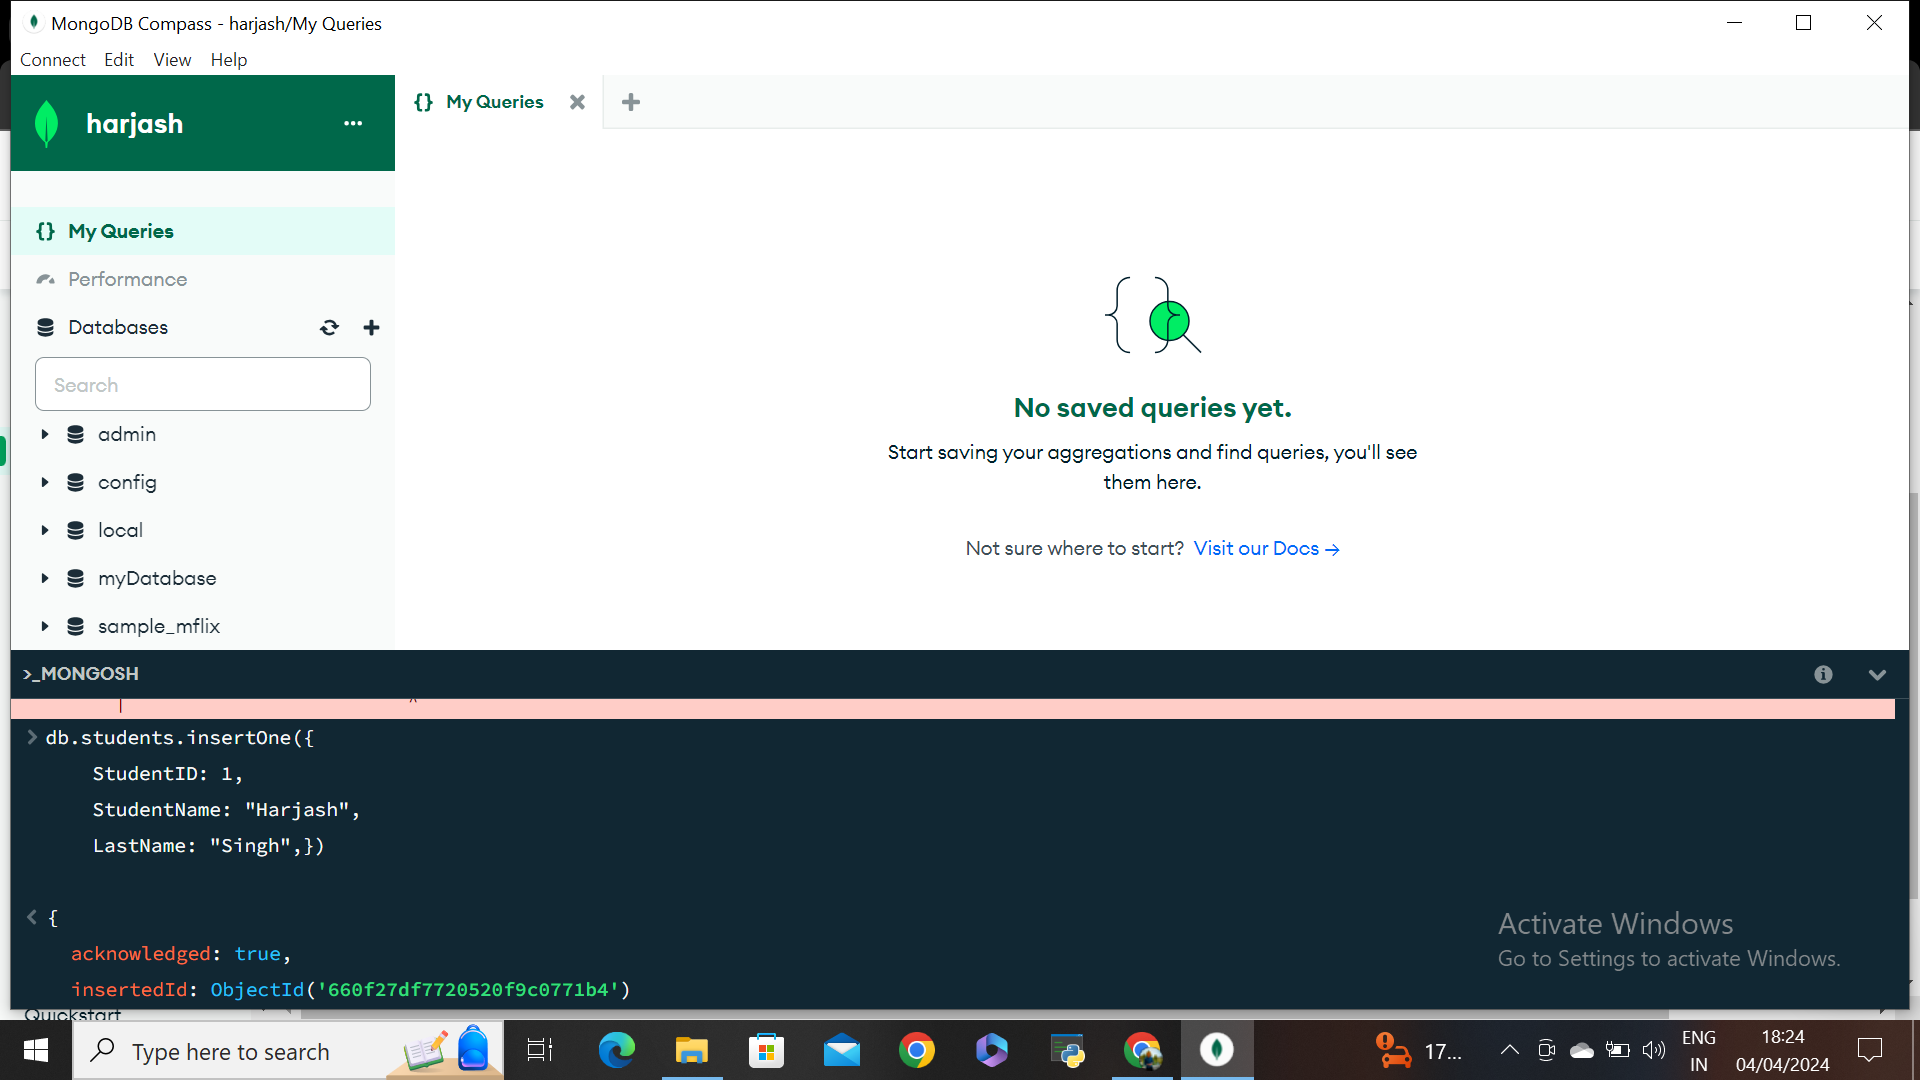 MongoDB Compass - harjash/My Queries
Connect Edit View Help
harjash
{} My Queries
{} My Queries
Performance
Databases
Search
admin
config
local
myDatabase
sample_mflix
No saved queries yet.
Start saving your aggregations and find queries, you'll see
them here.
Not sure where to start? Visit our Docs →
>_MONGOSH
db.students.insertOne({
StudentID: 1,
StudentName: "Harjash",
LastName: "Singh",})
{
acknowledged: true,
insertedId: ObjectId('660f27df7720520f9c0771b4')
Activate Windows
Go to Settings to activate Windows.
Quickstart
Type here to search
17...
ENG
IN
18:24
04/04/2024